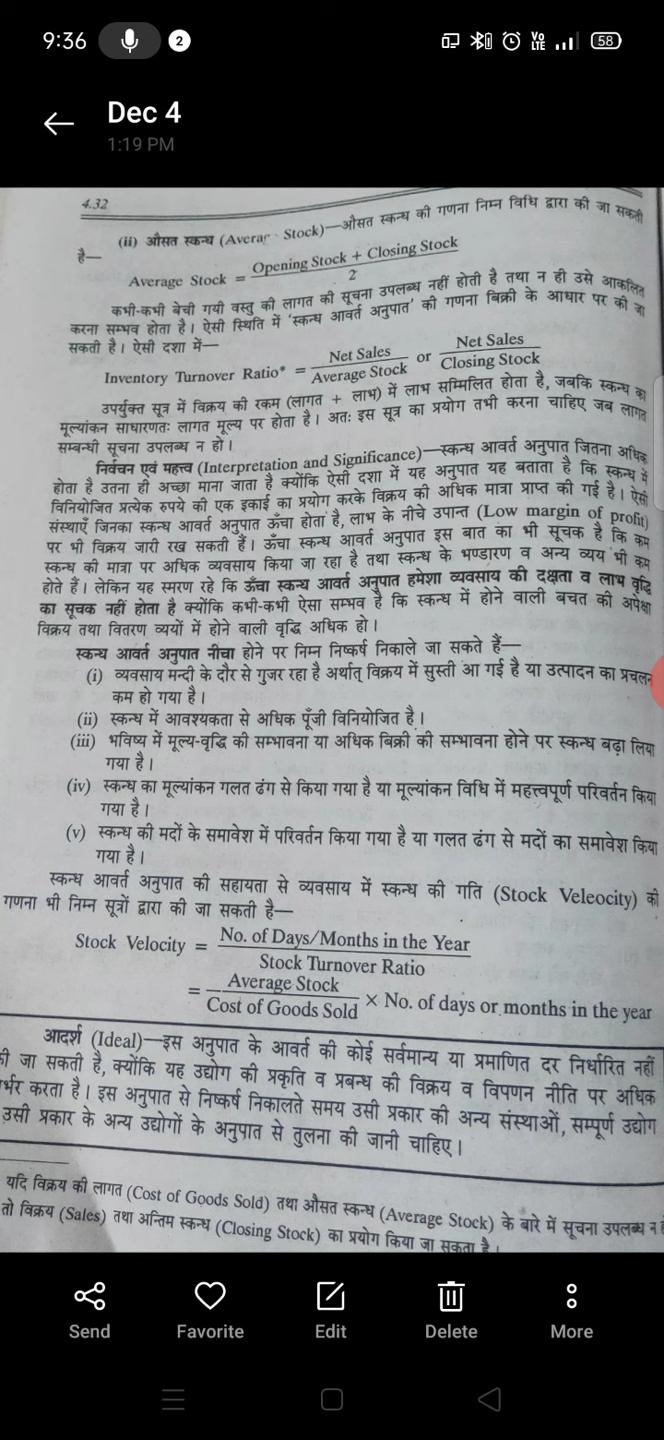 9:36
2
Vo
LTE
58
Dec 4
1:19 PM
4.32
(ii) औसत स्कन्ध (Averag Stock)—औसत स्कन्ध की गणना निम्न विधि द्वारा की जा सकती
है—
Average Stock = Opening Stock + Closing Stock
2
कभी-कभी बेची गयी वस्तु की लागत की सूचना उपलब्ध नहीं होती है तथा न ही उसे आकलित
करना सम्भव होता है। ऐसी स्थिति में 'स्कन्ध आवर्त अनुपात' की गणना बिक्री के आधार पर की जा
सकती है। ऐसी दशा में—
Inventory Turnover Ratio* = Net Sales / Average Stock or Net Sales / Closing Stock
उपर्युक्त सूत्र में विक्रय की रकम (लागत + लाभ) में लाभ सम्मिलित होता है, जबकि स्कन्ध का
मूल्यांकन साधारणतः लागत मूल्य पर होता है। अतः इस सूत्र का प्रयोग तभी करना चाहिए जब लागत
सम्बन्धी सूचना उपलब्ध न हो।
निर्वचन एवं महत्त्व (Interpretation and Significance)—स्कन्ध आवर्त अनुपात जितना अधिक
होता है उतना ही अच्छा माना जाता है क्योंकि ऐसी दशा में यह अनुपात यह बताता है कि स्कन्ध में
विनियोजित प्रत्येक रुपये की एक इकाई का प्रयोग करके विक्रय की अधिक मात्रा प्राप्त की गई है। ऐसी
संस्थाएँ जिनका स्कन्ध आवर्त अनुपात ऊँचा होता है, लाभ के नीचे उपान्त (Low margin of profit)
पर भी विक्रय जारी रख सकती हैं। ऊँचा स्कन्ध आवर्त अनुपात इस बात का भी सूचक है कि कम
स्कन्ध की मात्रा पर अधिक व्यवसाय किया जा रहा है तथा स्कन्ध के भण्डारण व अन्य व्यय भी कम
होते हैं। लेकिन यह स्मरण रहे कि ऊँचा स्कन्ध आवर्त अनुपात हमेशा व्यवसाय की दक्षता व लाभ वृद्धि
का सूचक नहीं होता है क्योंकि कभी-कभी ऐसा सम्भव है कि स्कन्ध में होने वाली बचत की अपेक्षा
विक्रय तथा वितरण व्ययों में होने वाली वृद्धि अधिक हो।
स्कन्ध आवर्त अनुपात नीचा होने पर निम्न निष्कर्ष निकाले जा सकते हैं—
(i) व्यवसाय मन्दी के दौर से गुजर रहा है अर्थात् विक्रय में सुस्ती आ गई है या उत्पादन का प्रचलन
कम हो गया है।
(ii) स्कन्ध में आवश्यकता से अधिक पूँजी विनियोजित है।
(iii) भविष्य में मूल्य-वृद्धि की सम्भावना या अधिक बिक्री की सम्भावना होने पर स्कन्ध बढ़ा लिया
गया है।
(iv) स्कन्ध का मूल्यांकन गलत ढंग से किया गया है या मूल्यांकन विधि में महत्त्वपूर्ण परिवर्तन किया
गया है।
(v) स्कन्ध की मदों के समावेश में परिवर्तन किया गया है या गलत ढंग से मदों का समावेश किया
गया है।
स्कन्ध आवर्त अनुपात की सहायता से व्यवसाय में स्कन्ध की गति (Stock Veleocity) की
गणना भी निम्न सूत्रों द्वारा की जा सकती है—
Stock Velocity = No. of Days/Months in the Year
Stock Turnover Ratio
= Average Stock / Cost of Goods Sold × No. of days or months in the year
आदर्श (Ideal)—इस अनुपात के आवर्त की कोई सर्वमान्य या प्रमाणित दर निर्धारित नहीं
की जा सकती है, क्योंकि यह उद्योग की प्रकृति व प्रबन्ध की विक्रय व विपणन नीति पर अधिक
र्भर करता है। इस अनुपात से निष्कर्ष निकालते समय उसी प्रकार की अन्य संस्थाओं, सम्पूर्ण उद्योग
उसी प्रकार के अन्य उद्योगों के अनुपात से तुलना की जानी चाहिए।
यदि विक्रय की लागत (Cost of Goods Sold) तथा औसत स्कन्ध (Average Stock) के बारे में सूचना उपलब्ध न
तो विक्रय (Sales) तथा अन्तिम स्कन्ध (Closing Stock) का प्रयोग किया जा सकता है।
Send
Favorite
Edit
Delete
More